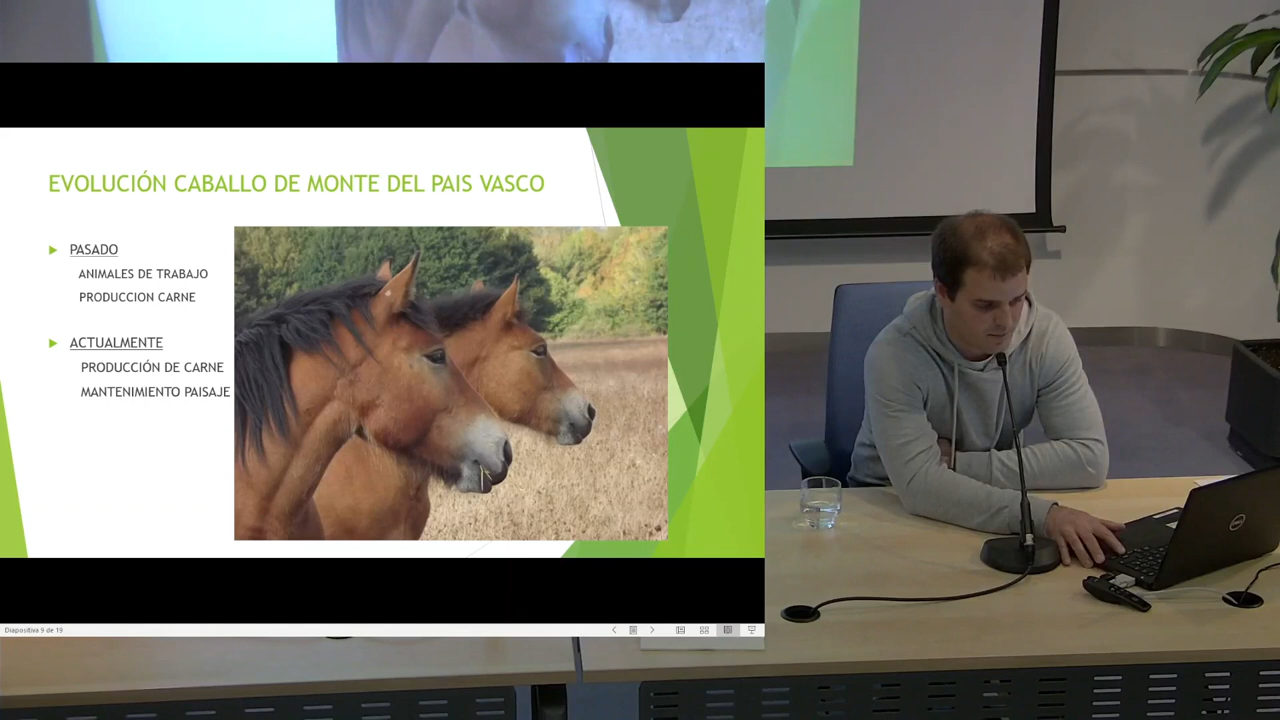 EVOLUCIÓN CABALLO DE MONTE DEL PAIS VASCO
PASADO
ANIMALES DE TRABAJO
PRODUCCION CARNE
ACTUALMENTE
PRODUCCIÓN DE CARNE
MANTENIMIENTO PAISAJE
Diapositiva 9 de 19
DELL